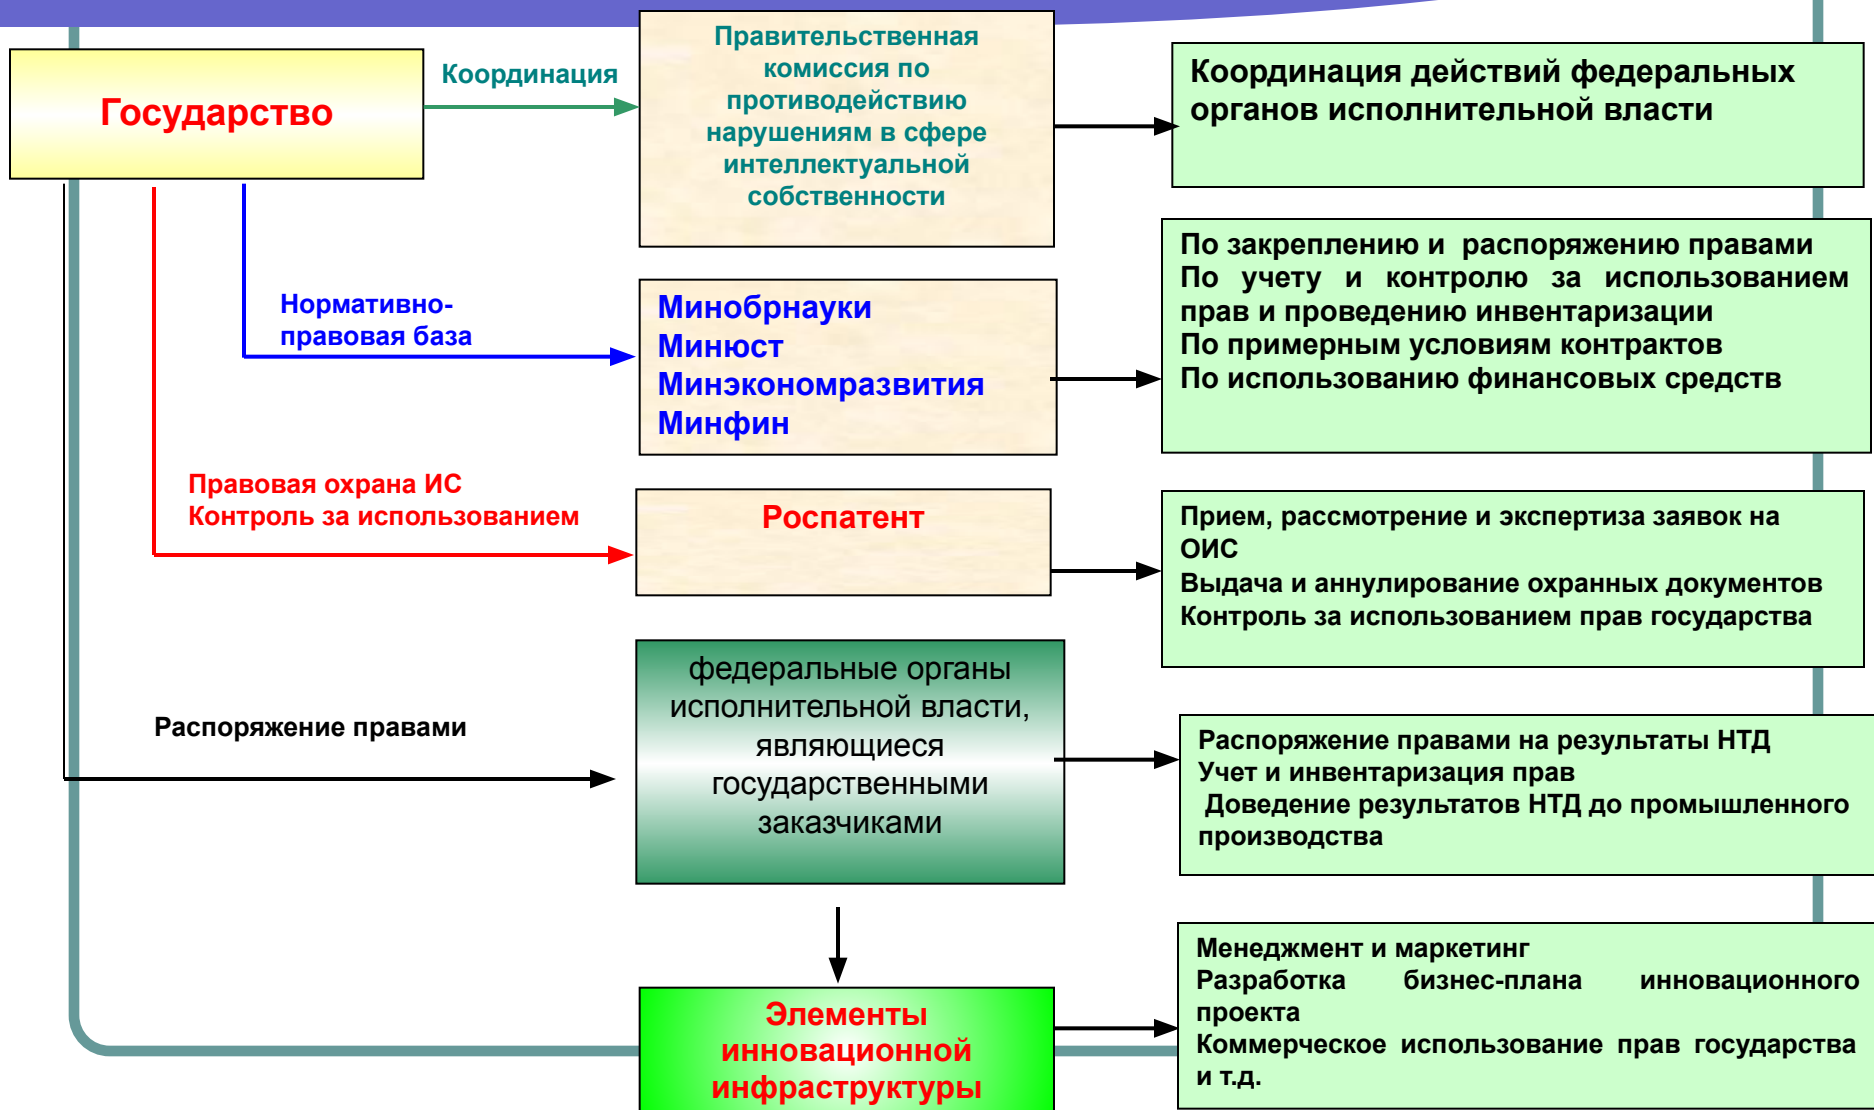 Государство
Координация
Правительственная
комиссия по
противодействию
нарушениям в сфере
интеллектуальной
собственности
Координация действий федеральных
органов исполнительной власти
Нормативно-
правовая база
Минобрнауки
Минюст
Минэкономразвития
Минфин
По закреплению и распоряжению правами
По учету и контролю за использованием
прав и проведению инвентаризации
По примерным условиям контрактов
По использованию финансовых средств
Правовая охрана ИС
Контроль за использованием
Роспатент
Прием, рассмотрение и экспертиза заявок на
ОИС
Выдача и аннулирование охранных документов
Контроль за использованием прав государства
Распоряжение правами
федеральные органы
исполнительной власти,
являющиеся
государственными
заказчиками
Распоряжение правами на результаты НТД
Учет и инвентаризация прав
Доведение результатов НТД до промышленного
производства
Элементы
инновационной
инфраструктуры
Менеджмент и маркетинг
Разработка бизнес-плана инновационного
проекта
Коммерческое использование прав государства
и т.д.